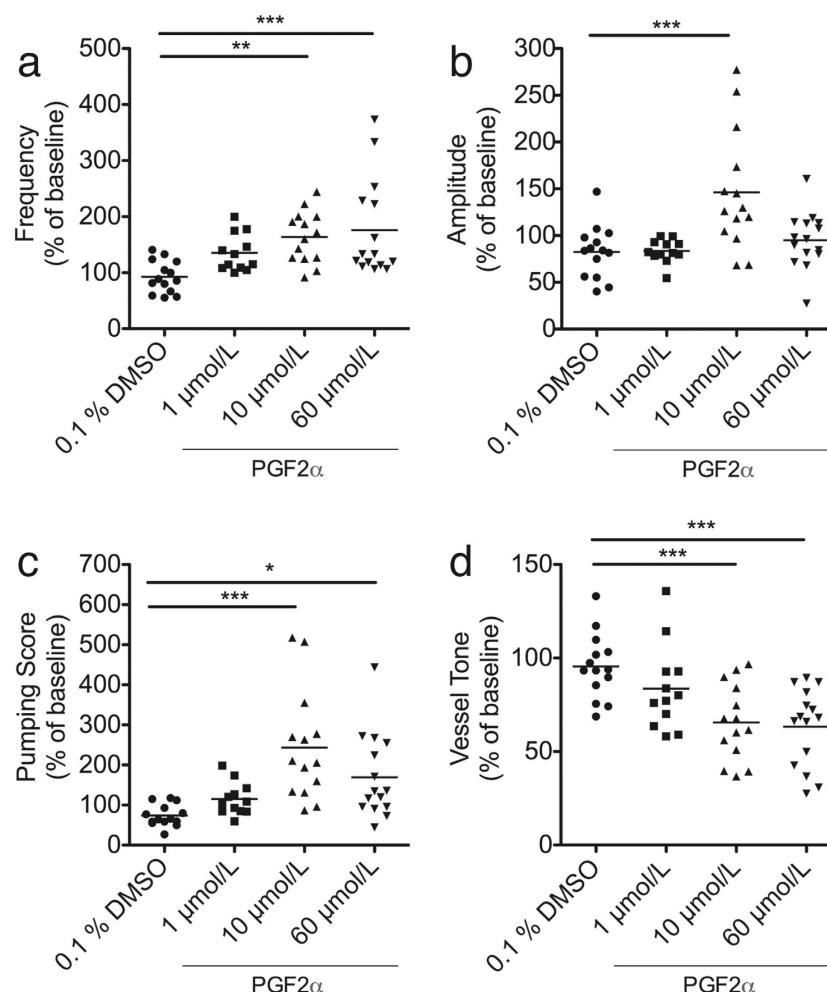 a
***
**
500
400
300
200
100
0
Frequency
(% of baseline)
0.1 % DMSO
1 µmol/L
10 µmol/L
60 µmol/L
PGF2α
b
***
300
250
200
150
100
50
0
Amplitude
(% of baseline)
0.1 % DMSO
1 µmol/L
10 µmol/L
60 µmol/L
PGF2α
c
*
***
700
600
500
400
300
200
100
0
Pumping Score
(% of baseline)
0.1 % DMSO
1 µmol/L
10 µmol/L
60 µmol/L
PGF2α
d
***
***
150
100
50
0
Vessel Tone
(% of baseline)
0.1 % DMSO
1 µmol/L
10 µmol/L
60 µmol/L
PGF2α